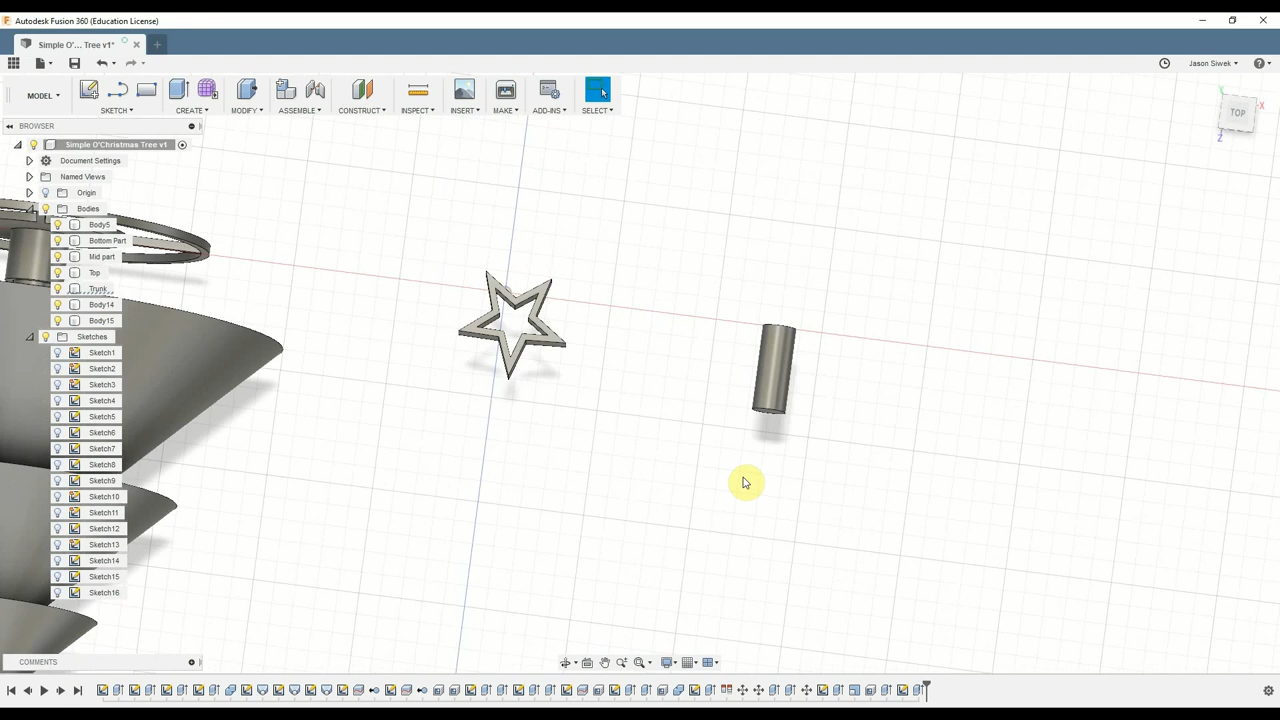 Autodesk Fusion 360 (Education License)
Simple O'... Tree v1*
Jason Siwek
MODEL
SKETCH
CREATE
MODIFY
ASSEMBLE
CONSTRUCT
INSPECT
INSERT
MAKE
ADD-INS
SELECT
TOP
X
Y
Z
BROWSER
Simple O'Christmas Tree v1
Document Settings
Named Views
Origin
Bodies
Body5
Bottom Part
Mid part
Top
Trunk
Body14
Body15
Sketches
Sketch1
Sketch2
Sketch3
Sketch4
Sketch5
Sketch6
Sketch7
Sketch8
Sketch9
Sketch10
Sketch11
Sketch12
Sketch13
Sketch14
Sketch15
Sketch16
COMMENTS